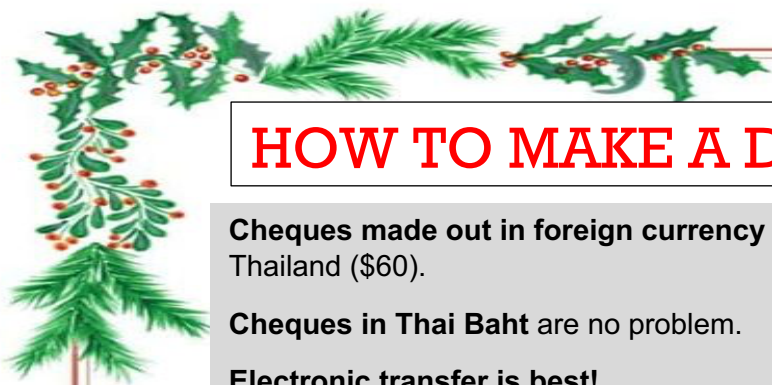 HOW TO MAKE A D
Cheques made out in foreign currency
Thailand ($60).
Cheques in Thai Baht are no problem.
Electronic transfer is best!